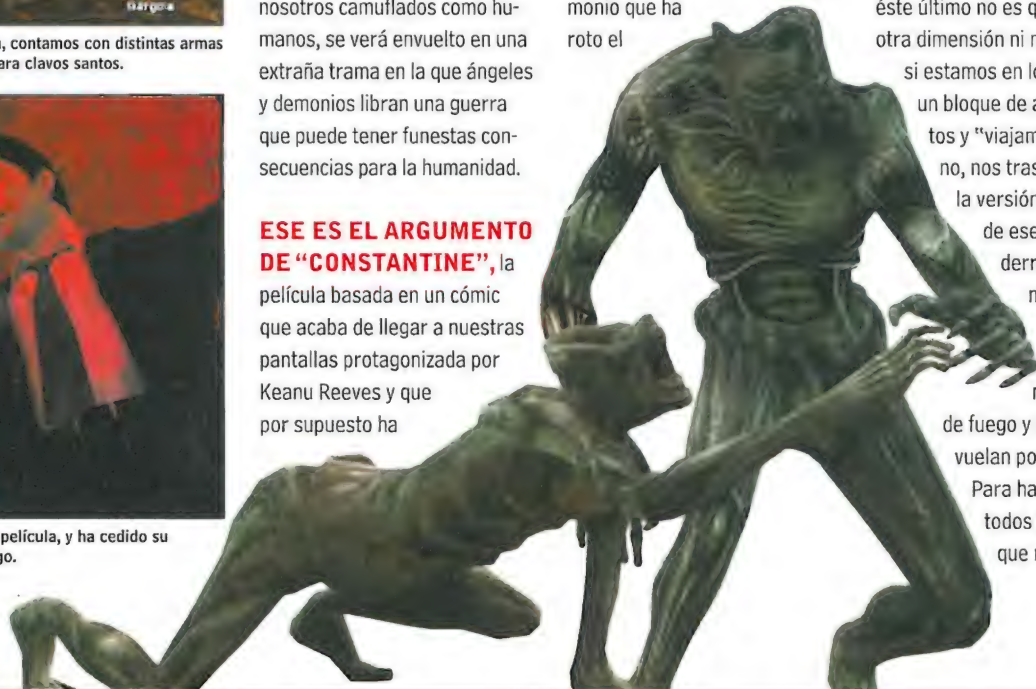 Gárgola
, contamos con distintas armas
ara clavos santos.
película, y ha cedido su
go.
nosotros camuflados como hu-
manos, se verá envuelto en una
extraña trama en la que ángeles
y demonios libran una guerra
que puede tener funestas con-
secuencias para la humanidad.
ESE ES EL ARGUMENTO
DE "CONSTANTINE", la
película basada en un cómic
que acaba de llegar a nuestras
pantallas protagonizada por
Keanu Reeves y que
por supuesto ha
monio que ha
roto el
éste último no es q
otra dimensión ni r
si estamos en lo
un bloque de a
tos y "viajam
no, nos tras
la versión
de ese
derr
de fuego y
vuelan po
Para ha
todos
que